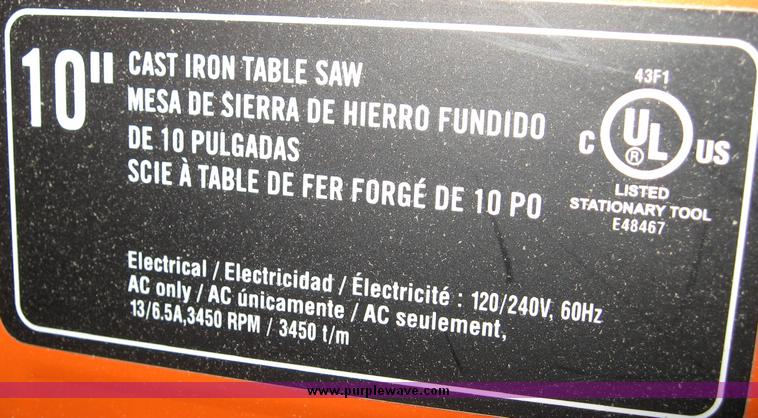 10"
CAST IRON TABLE SAW
MESA DE SIERRA DE HIERRO FUNDIDO
DE 10 PULGADAS
SCIE À TABLE DE FER FORGÉ DE 10 PO
43F1
C UL US
®
LISTED
STATIONARY TOOL
E48467
Electrical / Electricidad / Électricité : 120/240V, 60Hz
AC only / AC únicamente / AC seulement,
13/6.5A,3450 RPM / 3450 t/m
www.purplewave.com